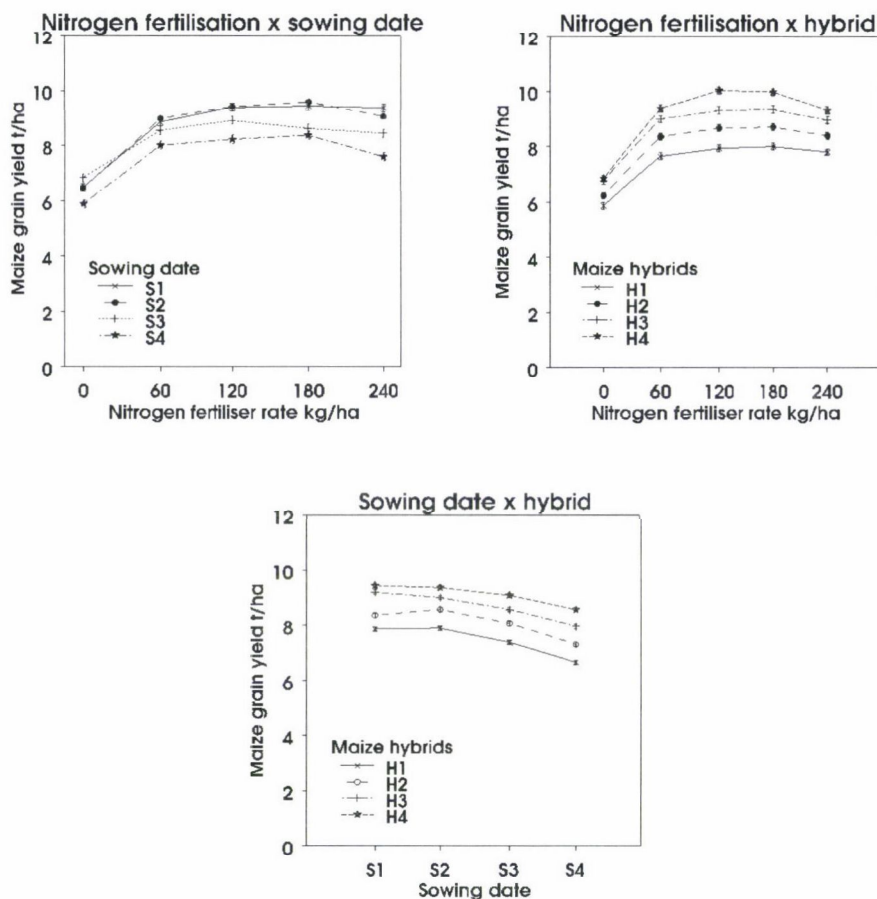 Nitrogen fertilisation x sowing date
Maize grain yield t/ha
12
10
8
6
4
2
0
Sowing date
S1
S2
S3
S4
0 60 120 180 240
Nitrogen fertiliser rate kg/ha
Nitrogen fertilisation x hybrid
Maize grain yield t/ha
12
10
8
6
4
2
0
Maize hybrids
H1
H2
H3
H4
0 60 120 180 240
Nitrogen fertiliser rate kg/ha
Sowing date x hybrid
Maize grain yield t/ha
12
10
8
6
4
2
0
Maize hybrids
H1
H2
H3
H4
S1 S2 S3 S4
Sowing date